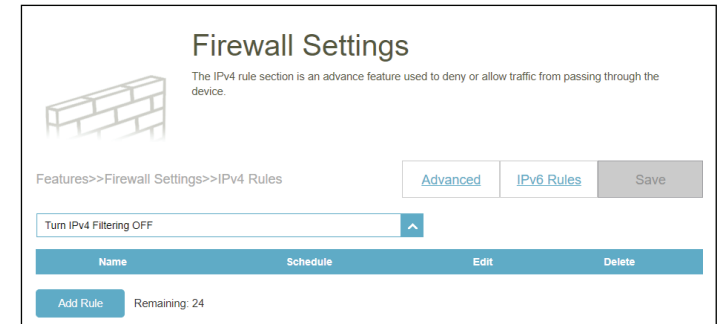 Firewall Settings
The IPv4 rule section is an advance feature used to deny or allow traffic from passing through the
device.
Features>>Firewall Settings>>IPv4 Rules
Advanced
IPv6 Rules
Save
Turn IPv4 Filtering OFF
Name Schedule Edit Delete
Add Rule Remaining: 24